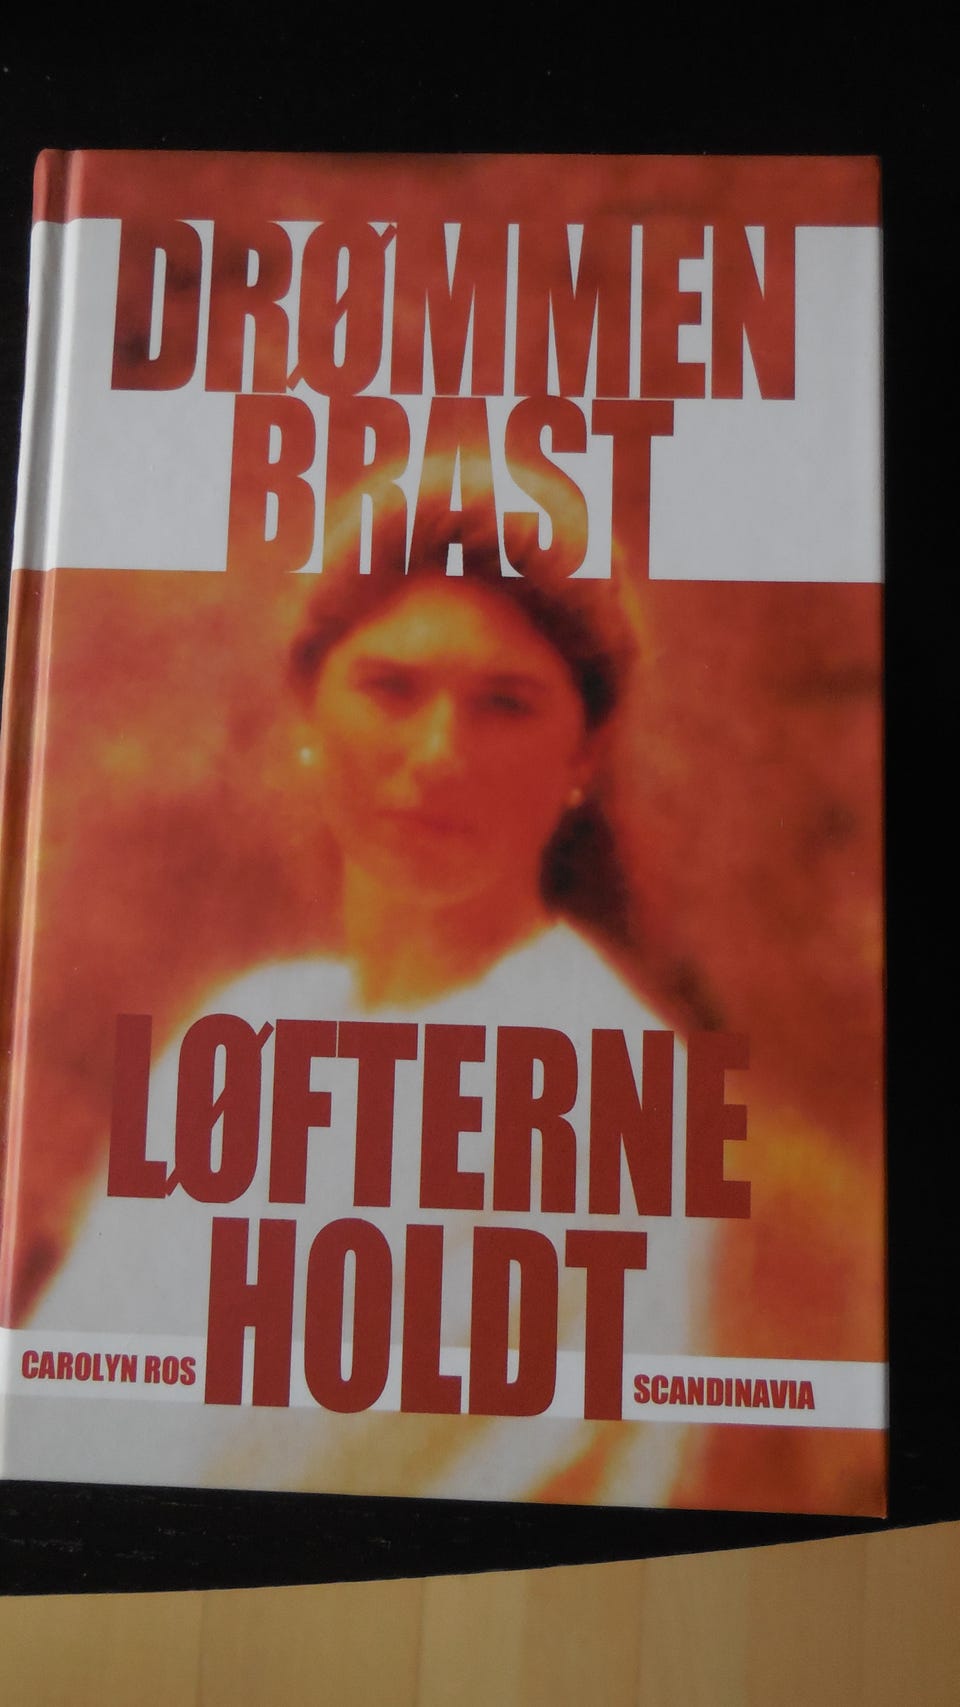 DRØMMEN
BRAST
LØFTERNE
HOLDT
CAROLYN ROS
SCANDINAVIA